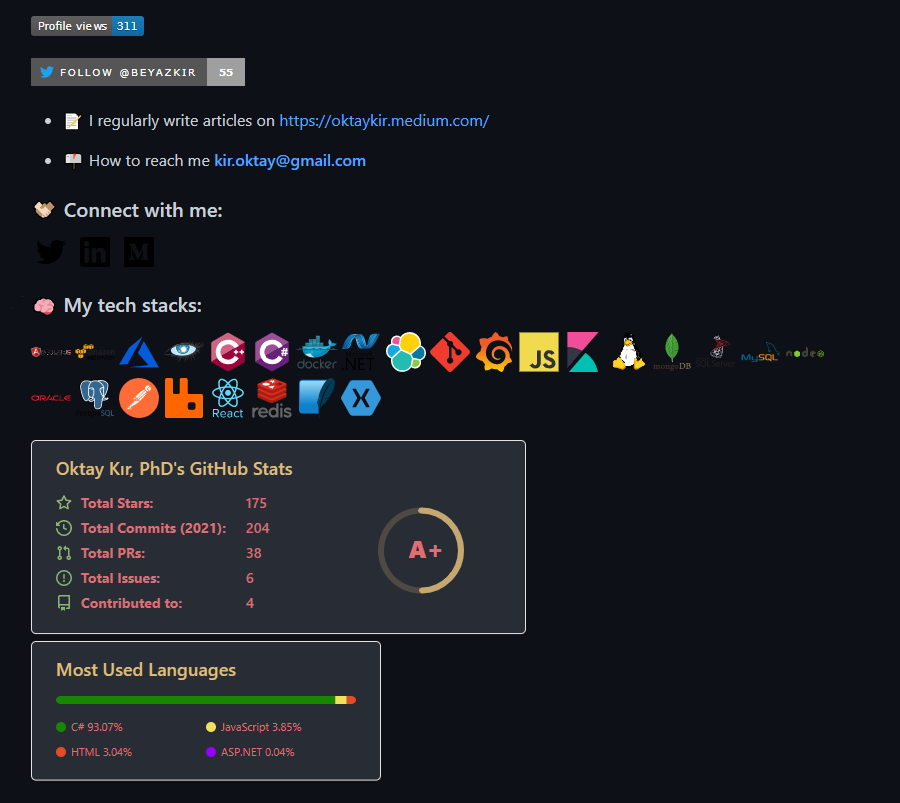 Profile views 311
FOLLOW @BEYAZKIR 55
I regularly write articles on https://oktaykir.medium.com/
How to reach me kir.oktay@gmail.com
Connect with me:
in M
My tech stacks:
docker .NET JS mongoDB SQL Server MySQL node
ORACLE PostgreSQL React redis
Oktay Kır, PhD's GitHub Stats
Total Stars: 175
Total Commits (2021): 204
Total PRs: 38
Total Issues: 6
Contributed to: 4
A+
Most Used Languages
C# 93.07% JavaScript 3.85%
HTML 3.04% ASP.NET 0.04%